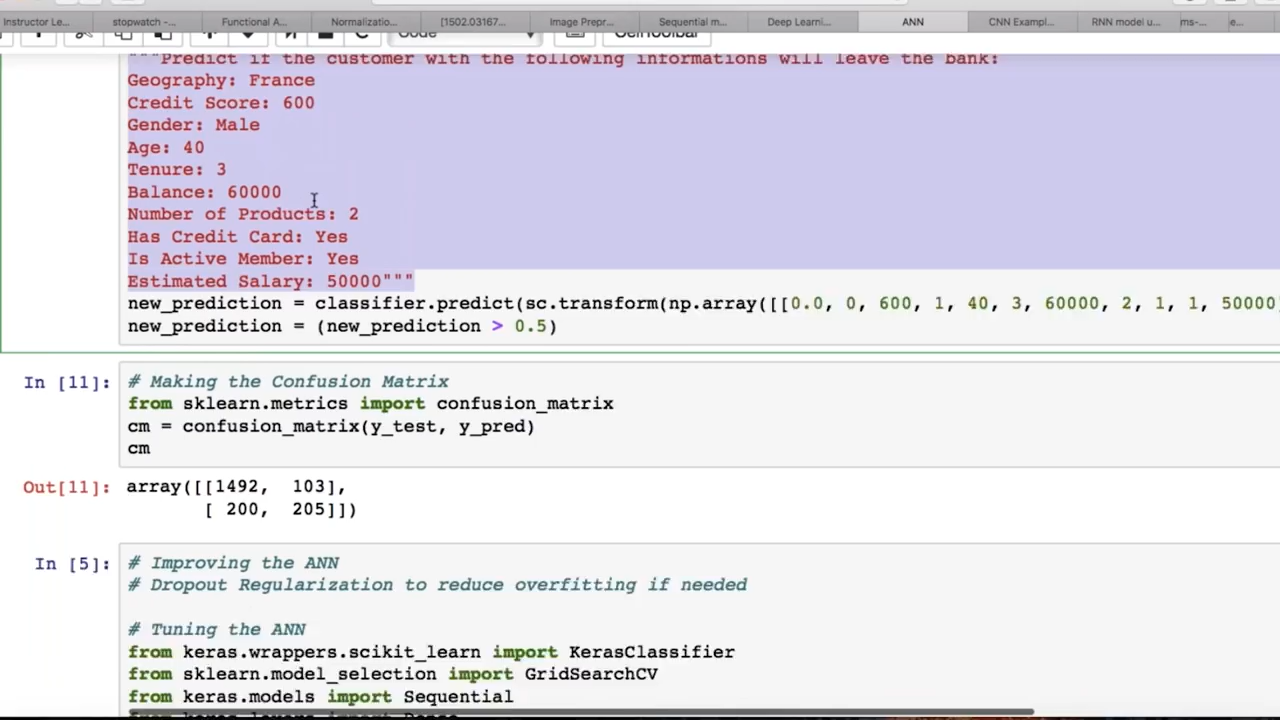 Instructor Le...
stopwatch -...
Functional A...
Normalizatio...
[1502.03167...
Image Prepr...
Sequential m...
Deep Learni...
ANN
CNN Exampl...
RNN model u...
ms-...
e...
Code
CellToolbar
"""Predict if the customer with the following informations will leave the bank:
Geography: France
Credit Score: 600
Gender: Male
Age: 40
Tenure: 3
Balance: 60000
Number of Products: 2
Has Credit Card: Yes
Is Active Member: Yes
Estimated Salary: 50000"""
new_prediction = classifier.predict(sc.transform(np.array([[0.0, 0, 600, 1, 40, 3, 60000, 2, 1, 1, 50000]
new_prediction = (new_prediction > 0.5)
In [11]:
# Making the Confusion Matrix
from sklearn.metrics import confusion_matrix
cm = confusion_matrix(y_test, y_pred)
cm
Out[11]:
array([[1492, 103],
[ 200, 205]])
In [5]:
# Improving the ANN
# Dropout Regularization to reduce overfitting if needed
# Tuning the ANN
from keras.wrappers.scikit_learn import KerasClassifier
from sklearn.model_selection import GridSearchCV
from keras.models import Sequential
from keras.layers import Dense